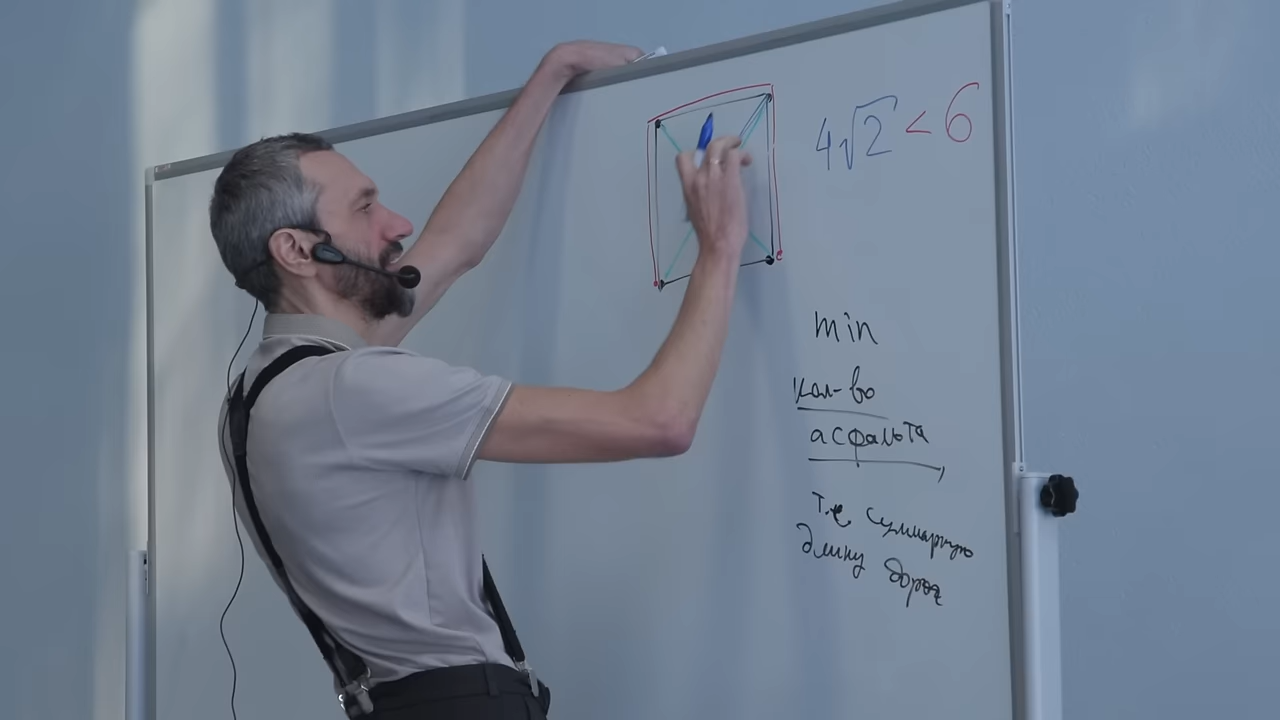 4√2 < 6
min
кол-во
асфальта
т.е. суммарную
длину дорог